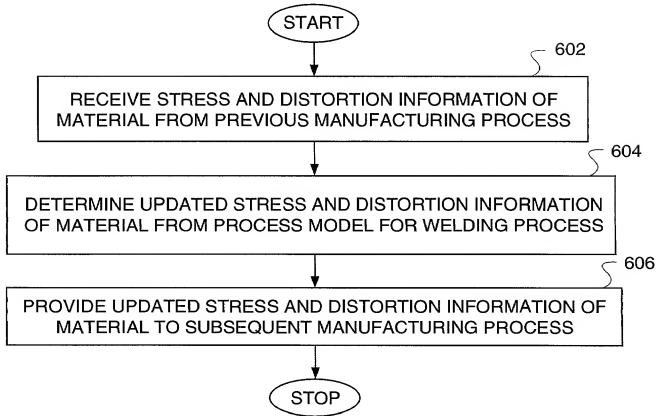 START
602
RECEIVE STRESS AND DISTORTION INFORMATION OF
MATERIAL FROM PREVIOUS MANUFACTURING PROCESS
604
DETERMINE UPDATED STRESS AND DISTORTION INFORMATION
OF MATERIAL FROM PROCESS MODEL FOR WELDING PROCESS
606
PROVIDE UPDATED STRESS AND DISTORTION INFORMATION OF
MATERIAL TO SUBSEQUENT MANUFACTURING PROCESS
STOP